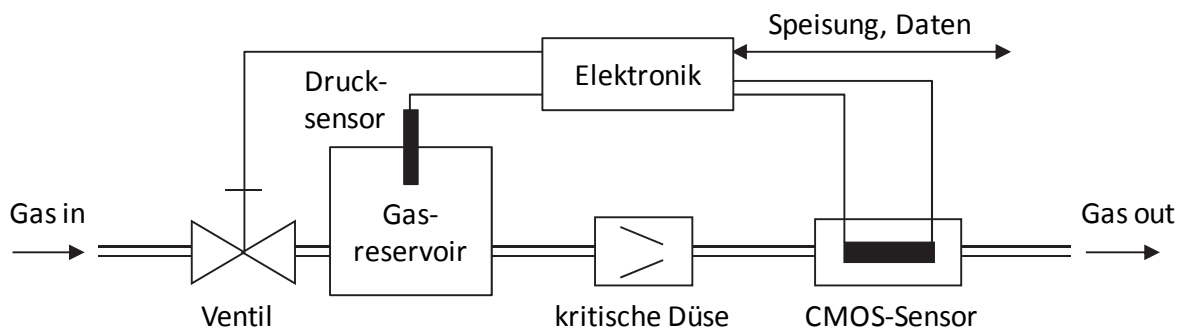 Speisung, Daten
Elektronik
Druck-
sensor
Gas in
Gas-
reservoir
Gas out
Ventil
kritische Düse
CMOS-Sensor